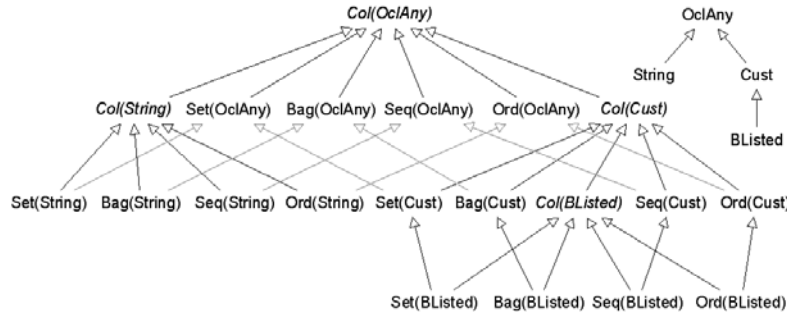 Col(OclAny) OclAny
String Cust
Col(String) Set(OclAny) Bag(OclAny) Seq(OclAny) Ord(OclAny) Col(Cust)
BListed
Set(String) Bag(String) Seq(String) Ord(String) Set(Cust) Bag(Cust) Col(BListed) Seq(Cust) Ord(Cust)
Set(BListed) Bag(BListed) Seq(BListed) Ord(BListed)